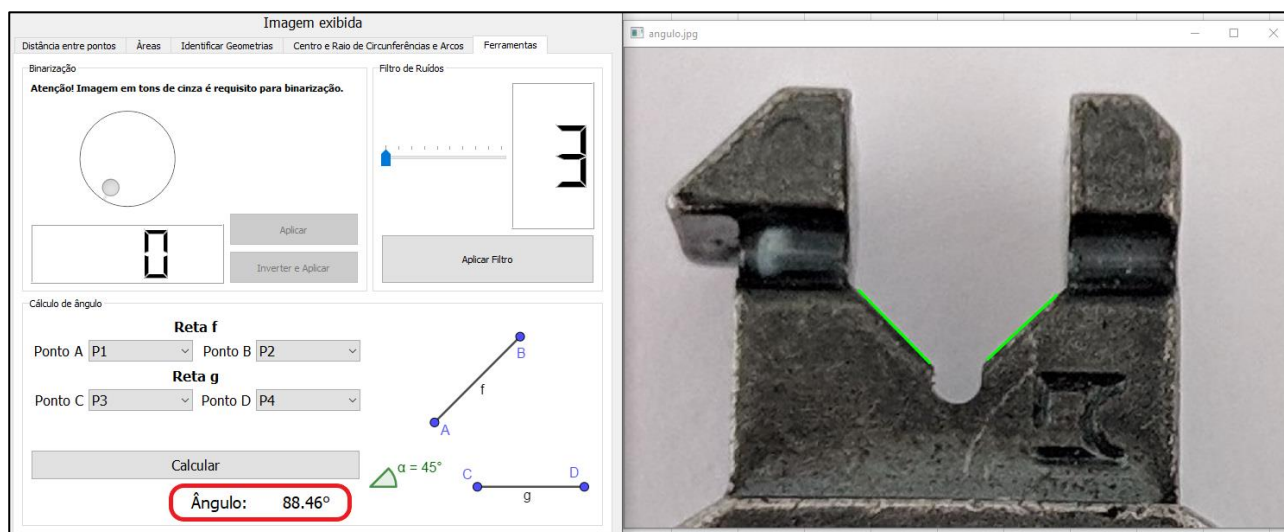 Imagem exibida
Distância entre pontos Áreas Identificar Geometrias Centro e Raio de Circunferências e Arcos Ferramentas
Binarização
Atenção! Imagem em tons de cinza é requisito para binarização.
0
Aplicar
Inverter e Aplicar
Filtro de Ruídos
3
Aplicar Filtro
Cálculo de ângulo
Reta f
Ponto A P1 Ponto B P2
Reta g
Ponto C P3 Ponto D P4
Calcular
Ângulo: 88.46º
B
f
A
α = 45°
C D
g
angulo.jpg